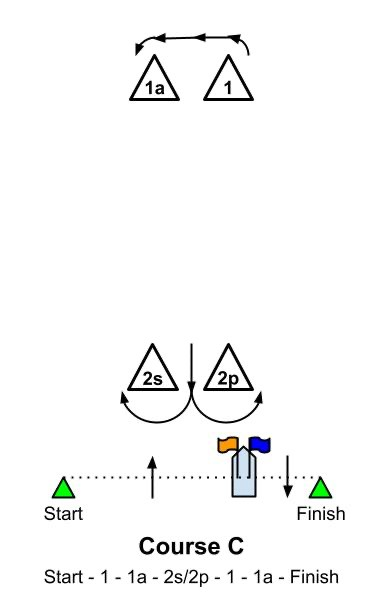 1a 1
2s 2p
Start Finish
Course C
Start - 1 - 1a - 2s/2p - 1 - 1a - Finish